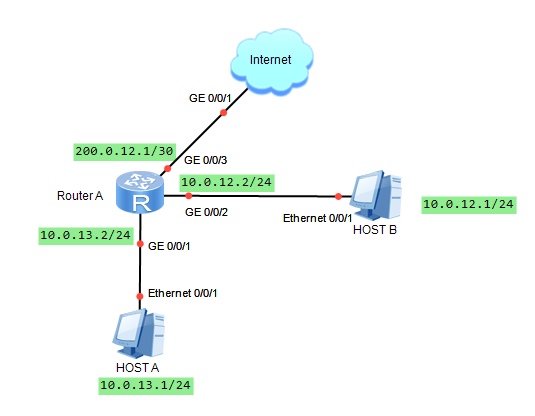 Internet
GE 0/0/1
200.0.12.1/30
GE 0/0/3
10.0.12.2/24
Router A
R
GE 0/0/2
Ethernet 0/0/1
10.0.12.1/24
HOST B
10.0.13.2/24
GE 0/0/1
Ethernet 0/0/1
HOST A
10.0.13.1/24